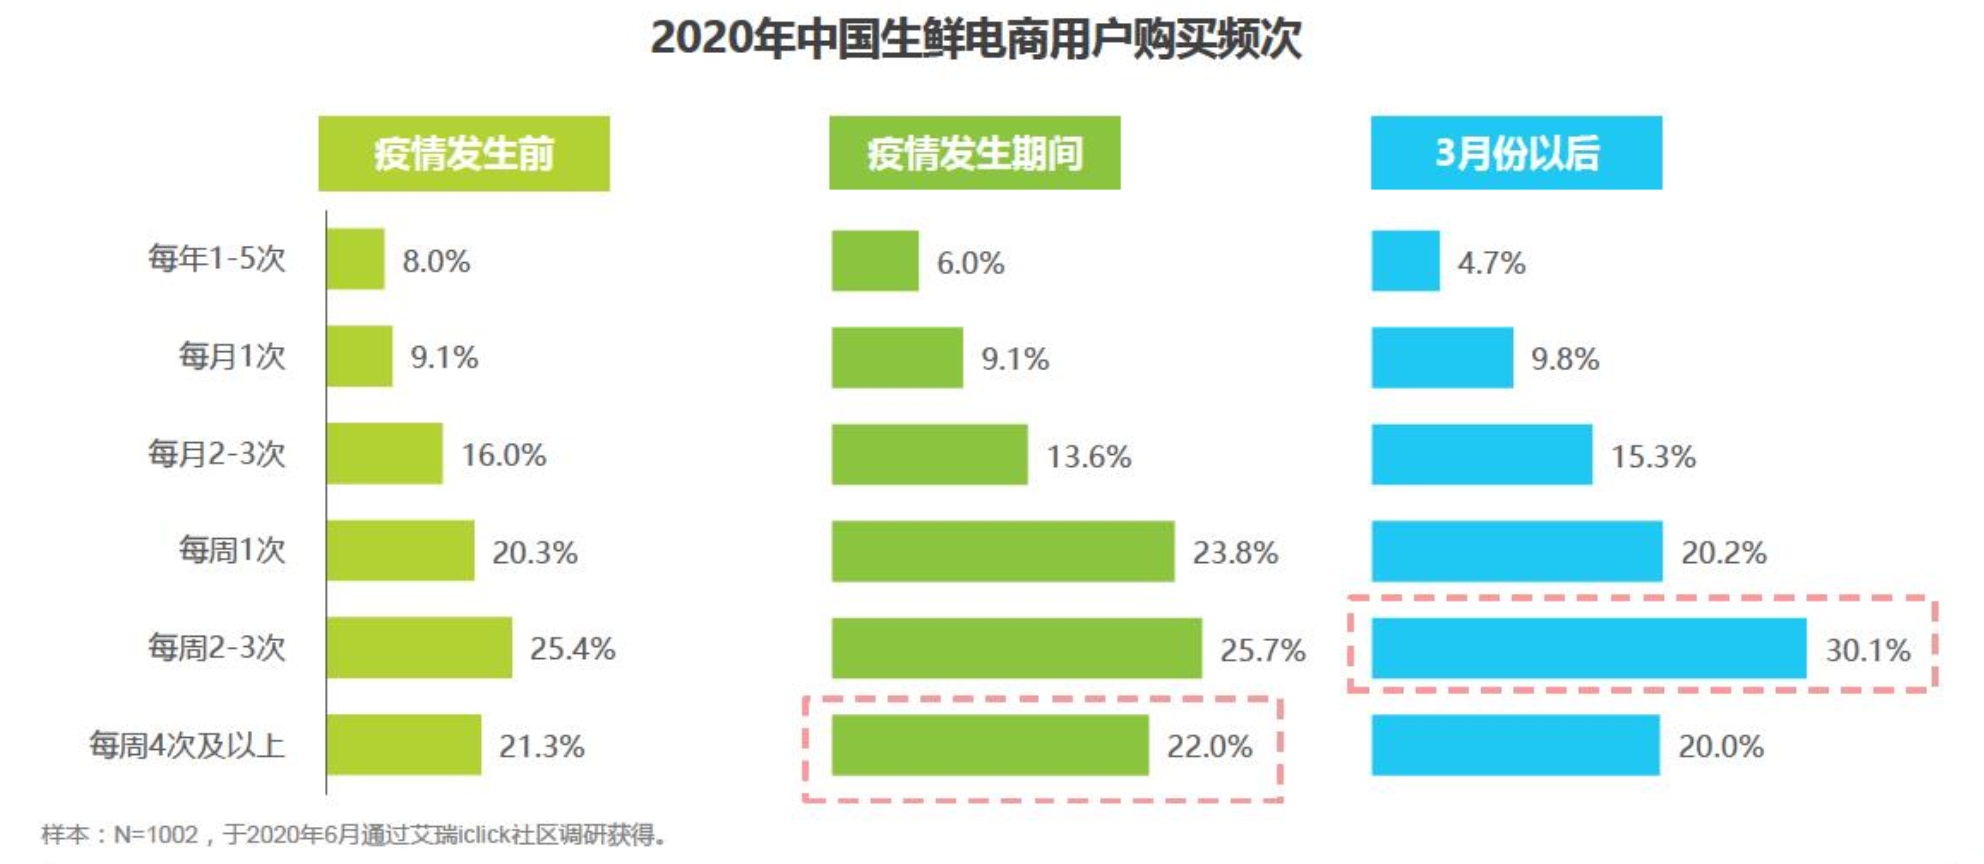 2020年中国生鲜电商用户购买频次
疫情发生前 疫情发生期间 3月份以后
每年1-5次 8.0% 6.0% 4.7%
每月1次 9.1% 9.1% 9.8%
每月2-3次 16.0% 13.6% 15.3%
每周1次 20.3% 23.8% 20.2%
每周2-3次 25.4% 25.7% 30.1%
每周4次及以上 21.3% 22.0% 20.0%
样本：N=1002，于2020年6月通过艾瑞iclick社区调研获得。